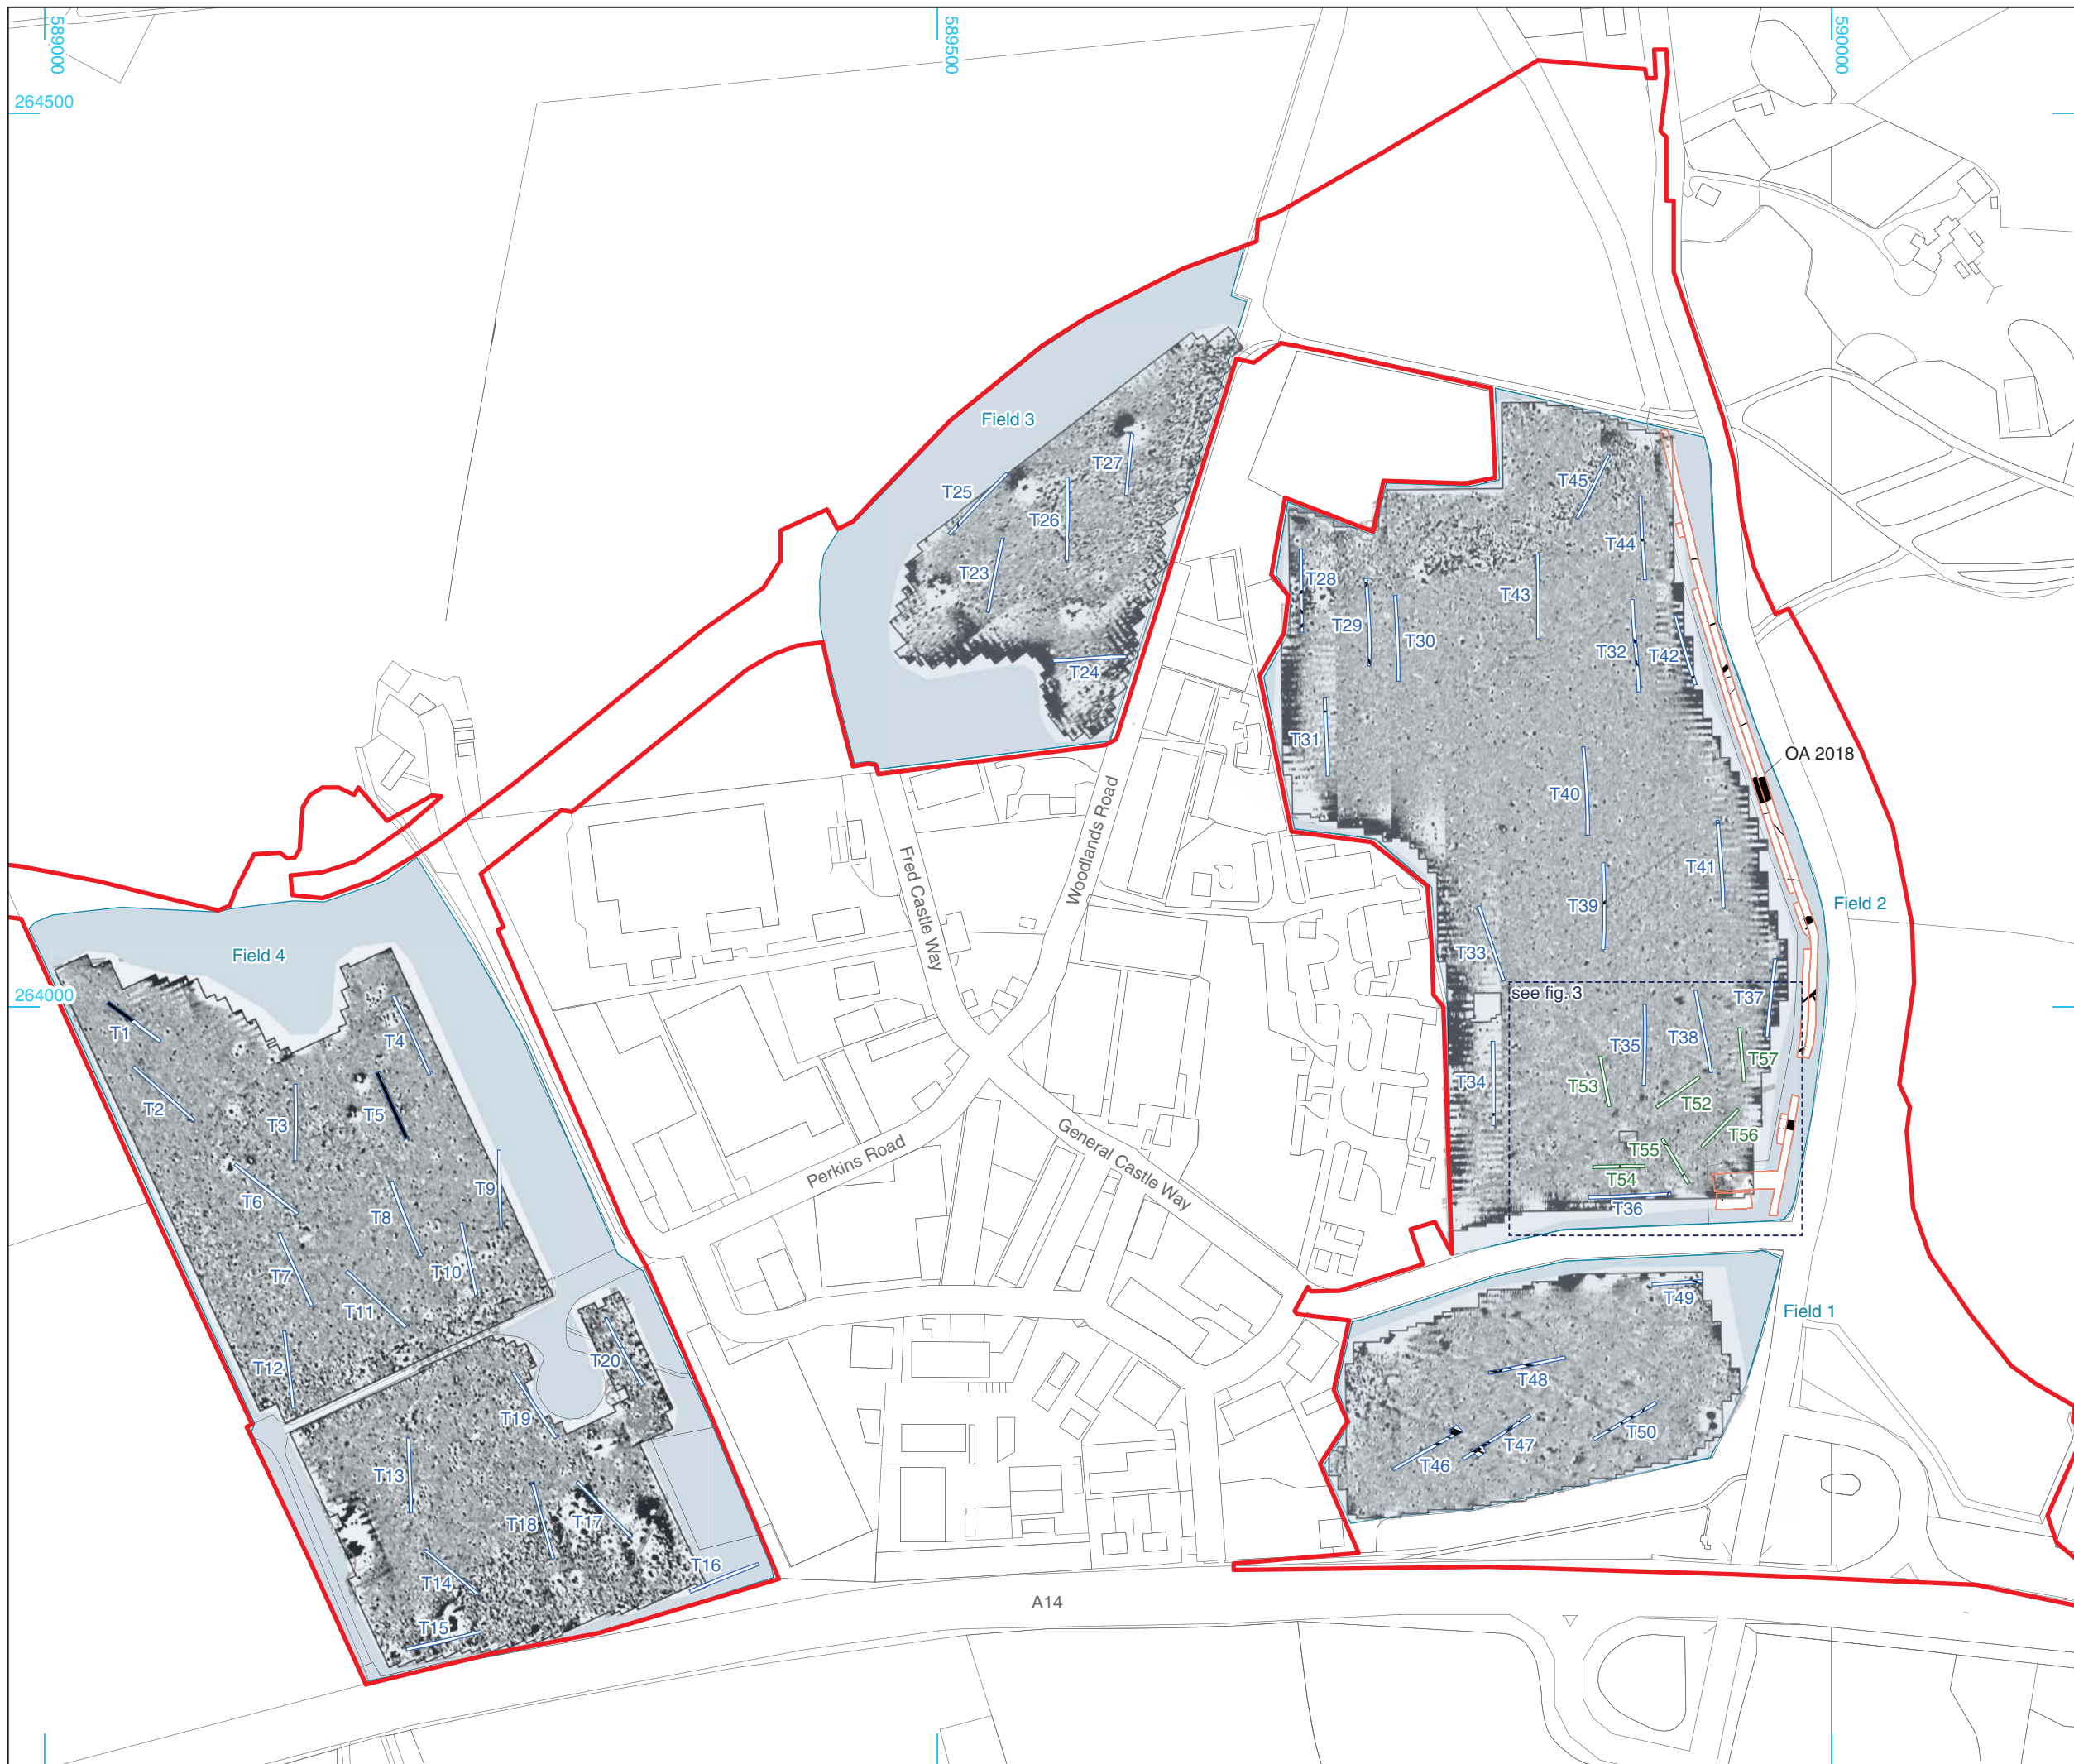 589000
589500
590000
264500
Field 3
T27
T25
T26
T23
T24
T45
T44
T28
T43
T29
T30
T32
T42
T31
OA 2018
T40
Woodlands Road
Fred Castle Way
T41
T39
Field 2
T33
Field 4
264000
see fig. 3
T37
T1
T4
T35
T38
T57
T34
T53
T2
T3
T5
T52
T56
General Castle Way
Perkins Road
T55
T54
T6
T8
T9
T36
T7
T10
T11
T49
Field 1
T12
T20
T48
T19
T50
T13
T47
T46
T18
T17
T14
T16
T15
A14